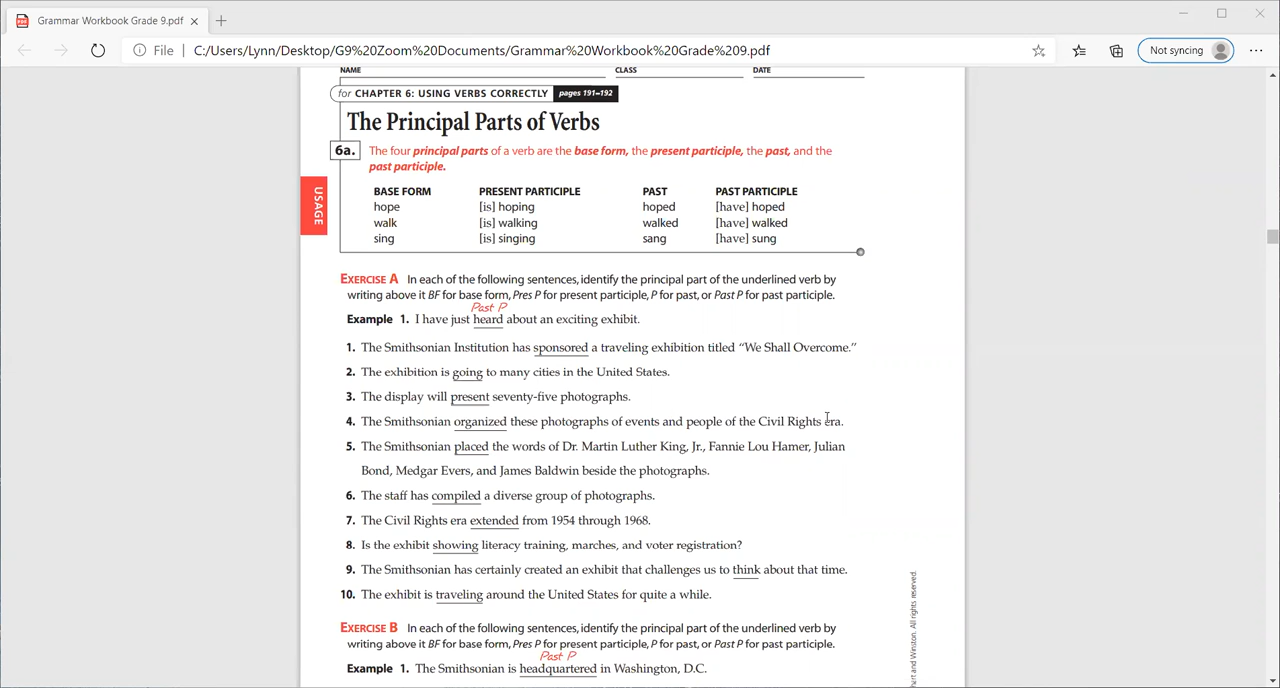 Grammar Workbook Grade 9.pdf
File C:/Users/Lynn/Desktop/G9%20Zoom%20Documents/Grammar%20Workbook%20Grade%209.pdf Not syncing
NAME CLASS DATE
for CHAPTER 6: USING VERBS CORRECTLY pages 191–192
The Principal Parts of Verbs
6a. The four principal parts of a verb are the base form, the present participle, the past, and the
past participle.
USAGE
BASE FORM PRESENT PARTICIPLE PAST PAST PARTICIPLE
hope [is] hoping hoped [have] hoped
walk [is] walking walked [have] walked
sing [is] singing sang [have] sung
EXERCISE A In each of the following sentences, identify the principal part of the underlined verb by
writing above it BF for base form, Pres P for present participle, P for past, or Past P for past participle.
Past P
Example 1. I have just heard about an exciting exhibit.
1. The Smithsonian Institution has sponsored a traveling exhibition titled “We Shall Overcome.”
2. The exhibition is going to many cities in the United States.
3. The display will present seventy-five photographs.
4. The Smithsonian organized these photographs of events and people of the Civil Rights era.
5. The Smithsonian placed the words of Dr. Martin Luther King, Jr., Fannie Lou Hamer, Julian
Bond, Medgar Evers, and James Baldwin beside the photographs.
6. The staff has compiled a diverse group of photographs.
7. The Civil Rights era extended from 1954 through 1968.
8. Is the exhibit showing literacy training, marches, and voter registration?
9. The Smithsonian has certainly created an exhibit that challenges us to think about that time.
10. The exhibit is traveling around the United States for quite a while.
EXERCISE B In each of the following sentences, identify the principal part of the underlined verb by
writing above it BF for base form, Pres P for present participle, P for past, or Past P for past participle.
Past P
Example 1. The Smithsonian is headquartered in Washington, D.C.
and Winston. All rights reserved.